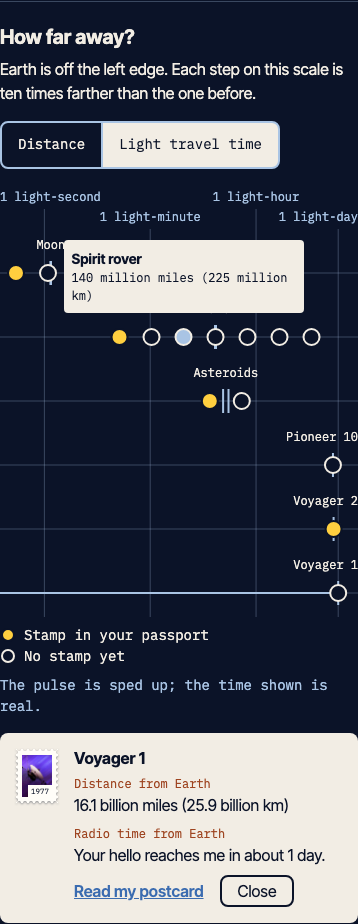 How far away?
Earth is off the left edge. Each step on this scale is
ten times farther than the one before.
Distance
Light travel time
1 light-second
1 light-hour
1 light-minute
1 light-day
Moon
Spirit rover
140 million miles (225 million
km)
Asteroids
Pioneer 10
Voyager 2
Voyager 1
Stamp in your passport
No stamp yet
The pulse is sped up; the time shown is
real.
1977
Voyager 1
Distance from Earth
16.1 billion miles (25.9 billion km)
Radio time from Earth
Your hello reaches me in about 1 day.
Read my postcard
Close